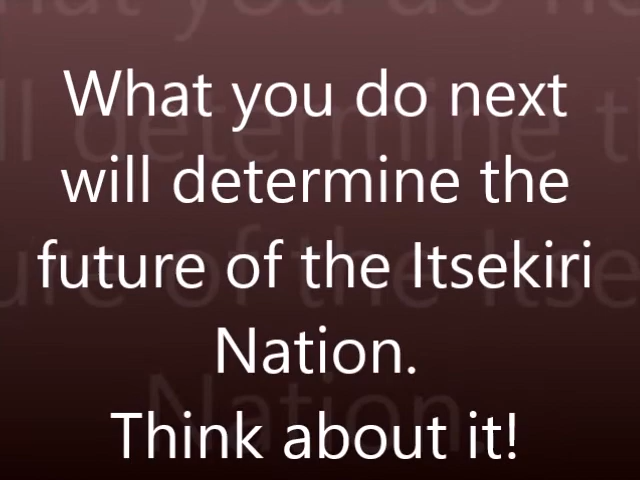 What you do next
will determine the
future of the Itsekiri
Nation.
Think about it!